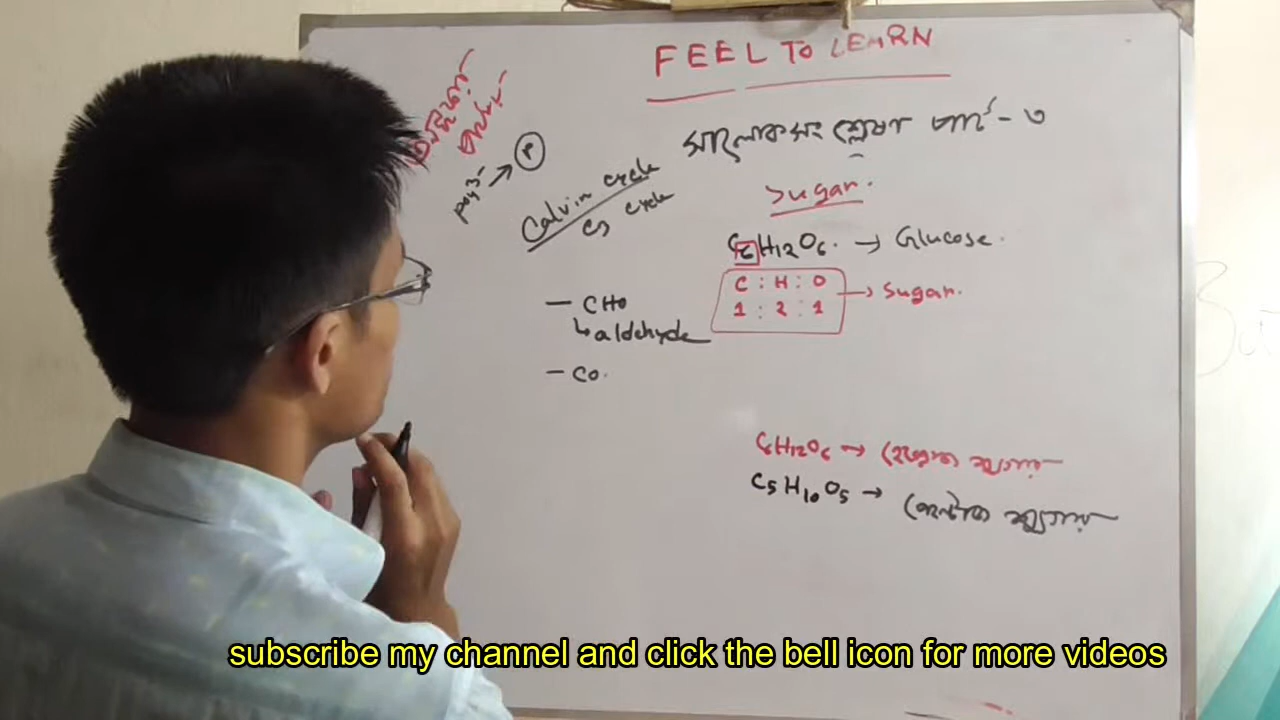 FEEL TO LEARN
সালোকসংশ্লেষণ পার্ট - ৩
P
Calvin cycle
C3 cycle
Sugar.
C6H12O6. → Glucose.
C : H : O
1 : 2 : 1
→ Sugar.
— CHO
↳ aldehyde
— CO.
C6H12O6 → হেক্সোজ সুগার
C5H10O5 → পেন্টোজ সুগার
subscribe my channel and click the bell icon for more videos